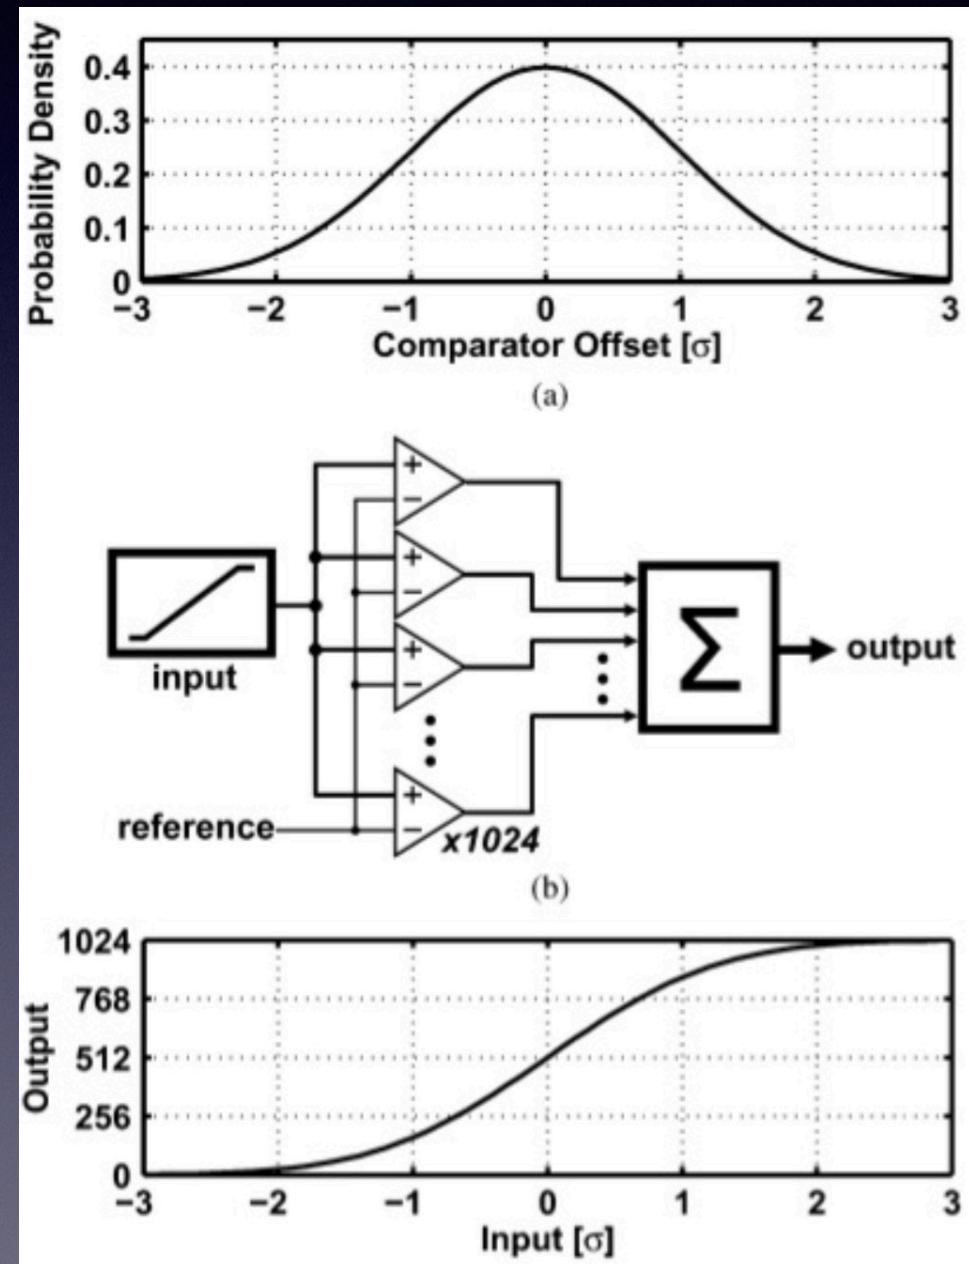 Probability Density
0.4
0.3
0.2
0.1
0
−3 −2 −1 0 1 2 3
Comparator Offset [σ]
(a)
+
−
+
−
+
−
+
−
input
reference
x1024
Σ
output
(b)
Output
1024
768
512
256
0
−3 −2 −1 0 1 2 3
Input [σ]